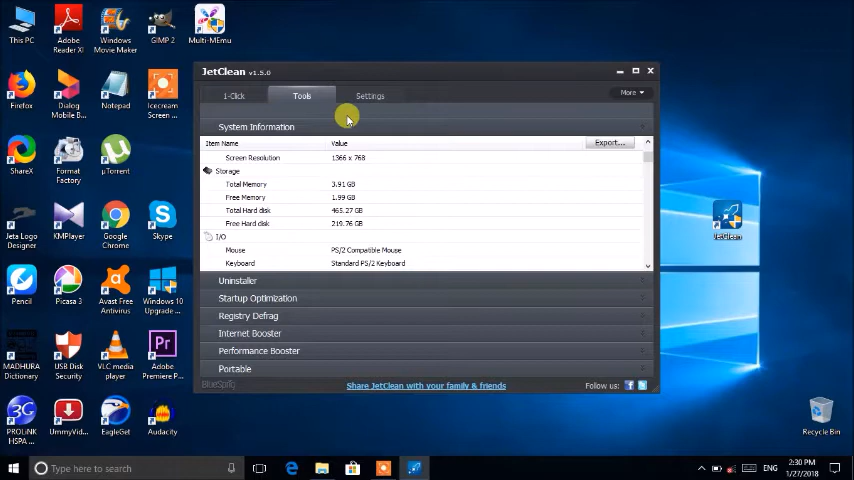 This PC
Adobe
Reader XI
Windows
Movie Maker
GIMP 2
Multi-MEmu
Firefox
Dialog
Mobile B...
Notepad
Icecream
Screen ...
ShareX
Format
Factory
µTorrent
Jeta Logo
Designer
KMPlayer
Google
Chrome
Skype
Pencil
Picasa 3
Avast Free
Antivirus
Windows 10
Upgrade ...
MADHURA
Dictionary
USB Disk
Security
VLC media
player
Adobe
Premiere P...
PROLiNK
HSPA ...
UmmyVid...
EagleGet
Audacity
JetClean v1.5.0
1-Click
Tools
Settings
More
System Information
Item Name Value Export...
Screen Resolution 1366 x 768
Storage
Total Memory 3.91 GB
Free Memory 1.99 GB
Total Hard disk 465.27 GB
Free Hard disk 219.76 GB
I/O
Mouse PS/2 Compatible Mouse
Keyboard Standard PS/2 Keyboard
Uninstaller
Startup Optimization
Registry Defrag
Internet Booster
Performance Booster
Portable
BlueSprig
Share JetClean with your family & friends
Follow us:
JetClean
Recycle Bin
Type here to search
ENG
2:30 PM
1/27/2018